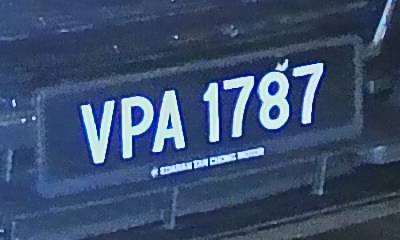 VPA 1787
EDARAN TAN CHONG MOTOR